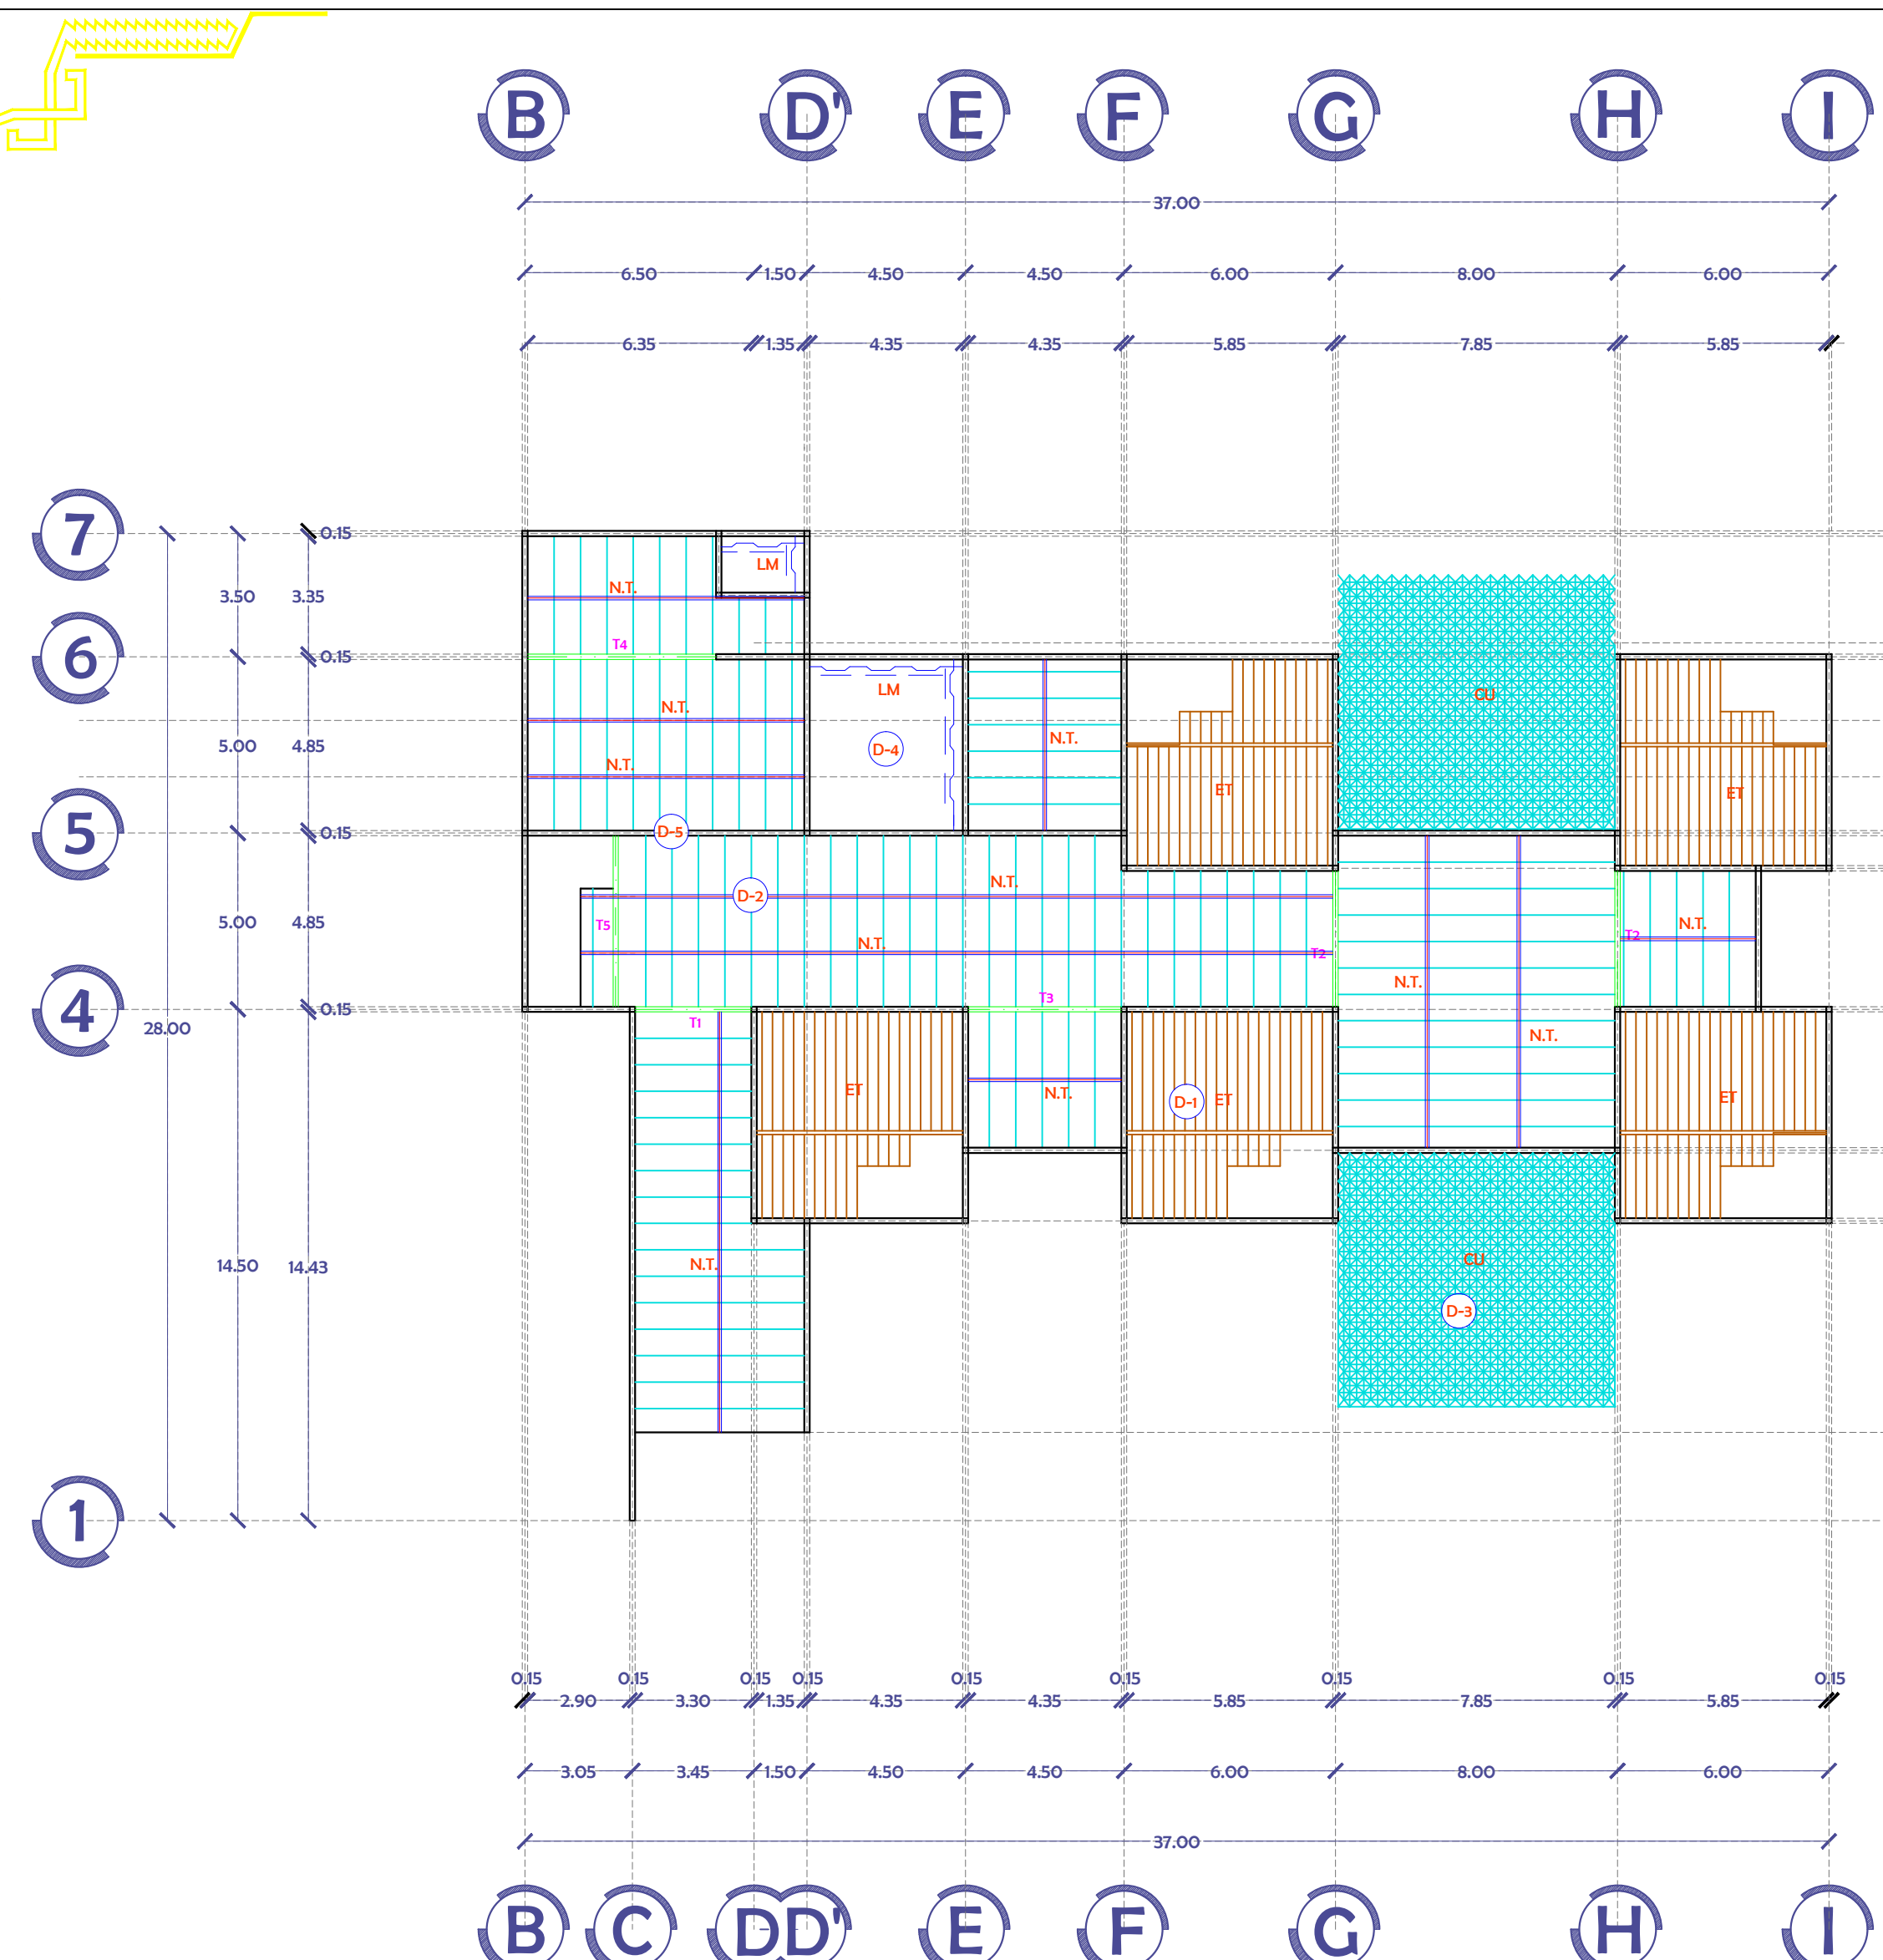 B D' E F G H I
37.00
6.50 1.50 4.50 4.50 6.00 8.00 6.00
6.35 1.35 4.35 4.35 5.85 7.85 5.85
7 0.15
LM
N.T.
3.50 3.35
T4
6 0.15
LM
CU
N.T.
N.T.
5.00 4.85
D-4
N.T.
ET
ET
5 0.15
D-5
N.T.
D-2
5.00 4.85
T5
N.T.
T2
T2
N.T.
N.T.
T3
4 0.15
28.00
T1
N.T.
ET
N.T.
D-1 ET
ET
N.T.
CU
14.50 14.43
D-3
1
0.15 0.15 0.15 0.15 0.15 0.15 0.15 0.15 0.15
2.90 3.30 1.35 4.35 4.35 5.85 7.85 5.85
3.05 3.45 1.50 4.50 4.50 6.00 8.00 6.00
37.00
B C D D' E F G H I